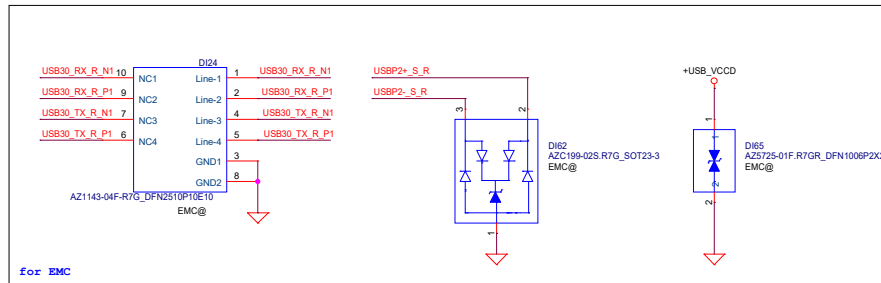 DI24
USB30_RX_R_N1 10 NC1 Line-1 1 USB30_RX_R_N1
USB30_RX_R_P1 9 NC2 Line-2 2 USB30_RX_R_P1
USB30_TX_R_N1 7 NC3 Line-3 4 USB30_TX_R_N1
USB30_TX_R_P1 6 NC4 Line-4 5 USB30_TX_R_P1
GND1 3
GND2 8
AZ1143-04F-R7G_DFN2510P10E10
EMC@
USBP2+_S_R
USBP2-_S_R
3
2
DI62
AZC199-02S.R7G_SOT23-3
EMC@
1
+USB_VCCD
1
1
DI65
AZ5725-01F.R7GR_DFN1006P2X2
EMC@
2
2
for EMC